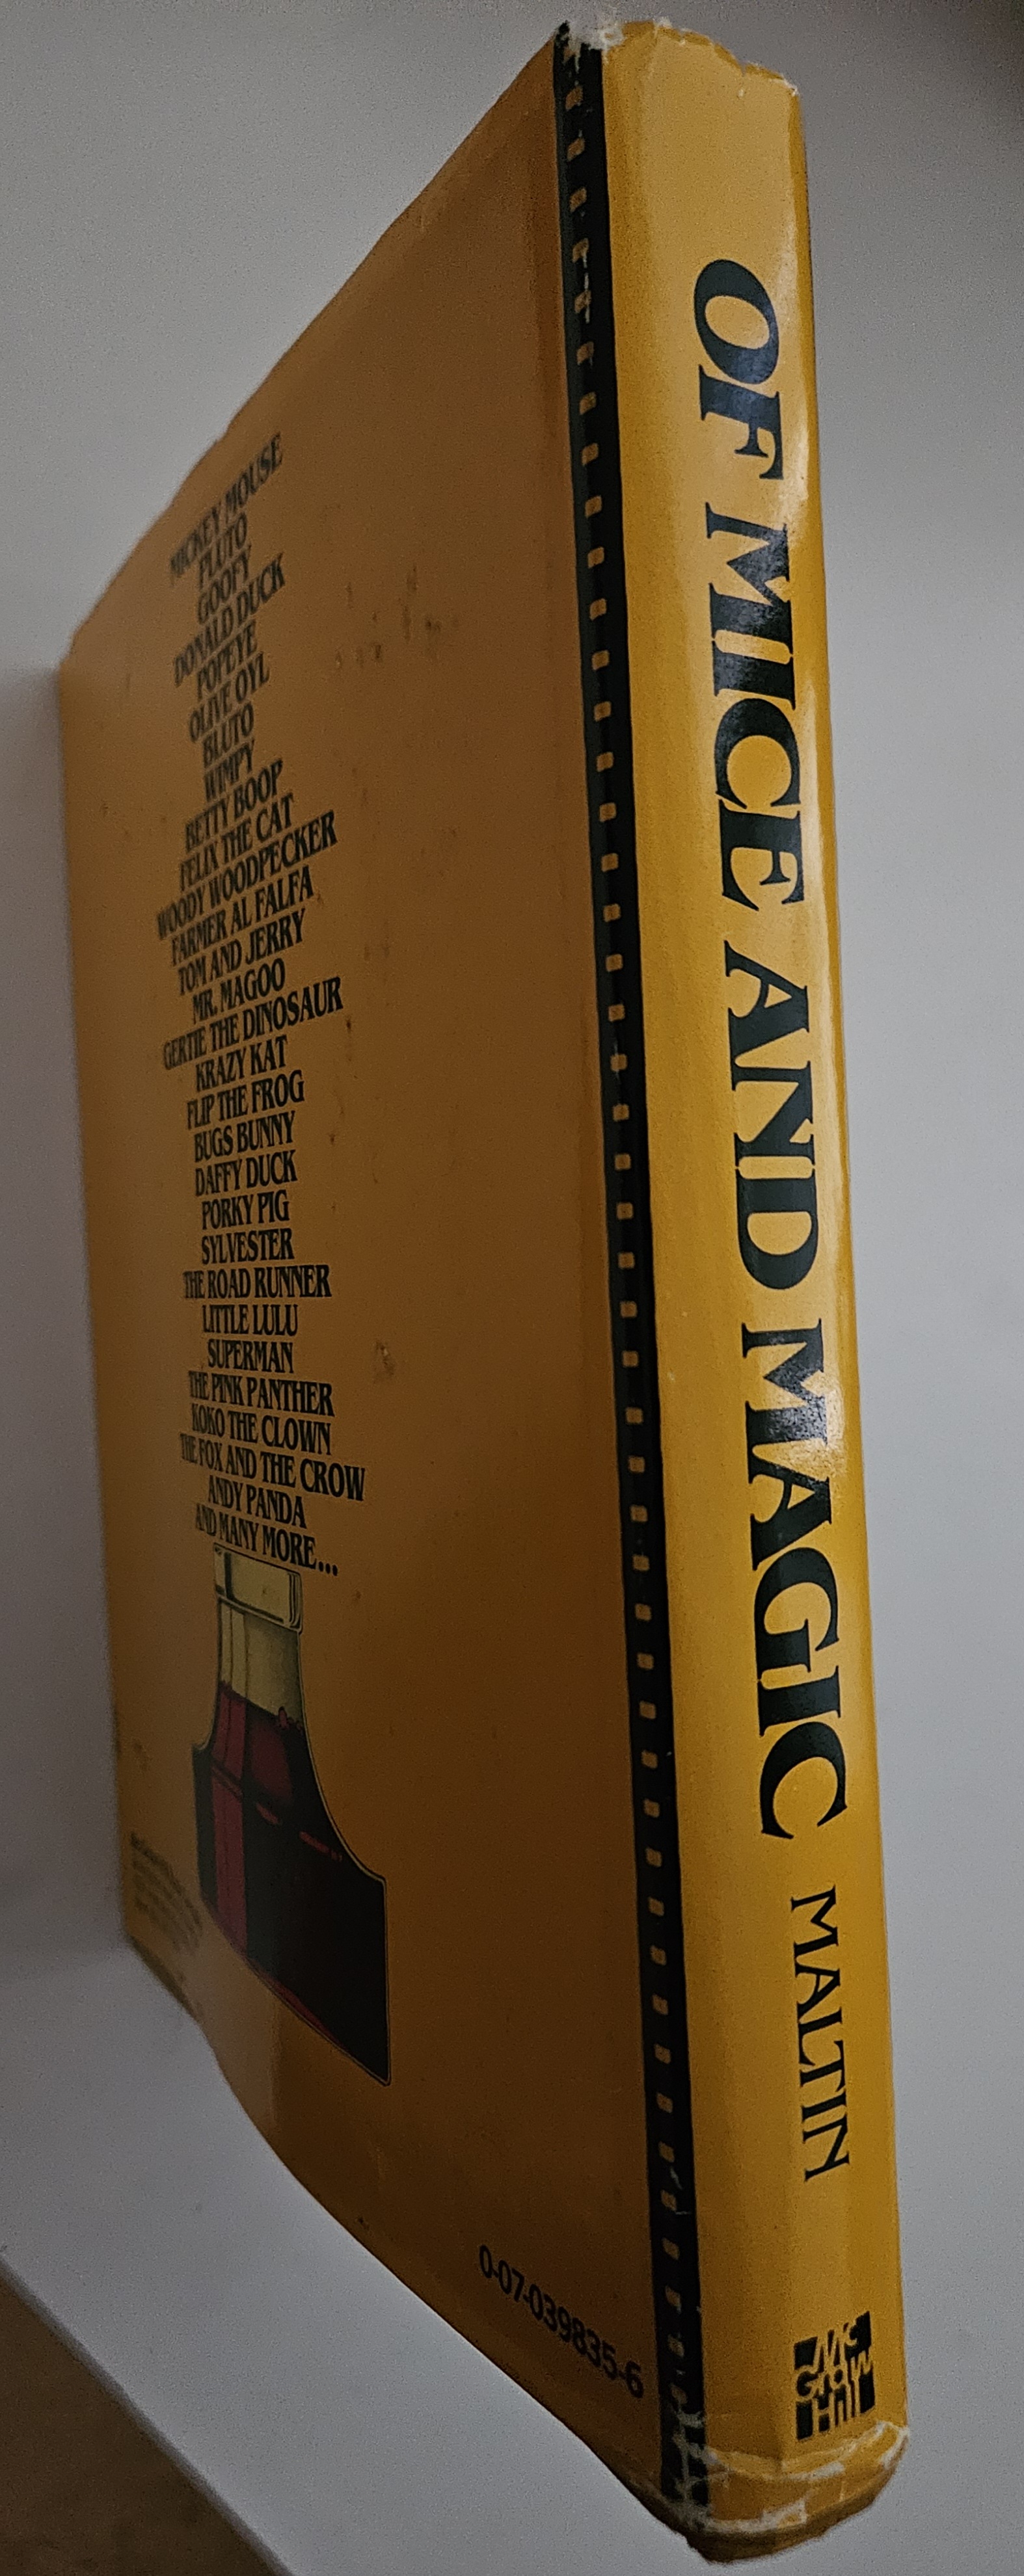 OF MICE AND MAGIC MALTIN
Mc
Graw
Hill
MICKEY MOUSE
PLUTO
GOOFY
DONALD DUCK
POPEYE
OLIVE OYL
BLUTO
WIMPY
BETTY BOOP
FELIX THE CAT
WOODY WOODPECKER
FARMER AL FALFA
TOM AND JERRY
MR. MAGOO
GERTIE THE DINOSAUR
KRAZY KAT
FLIP THE FROG
BUGS BUNNY
DAFFY DUCK
PORKY PIG
SYLVESTER
THE ROAD RUNNER
LITTLE LULU
SUPERMAN
THE PINK PANTHER
KOKO THE CLOWN
THE FOX AND THE CROW
ANDY PANDA
AND MANY MORE...
0-07-039835-6